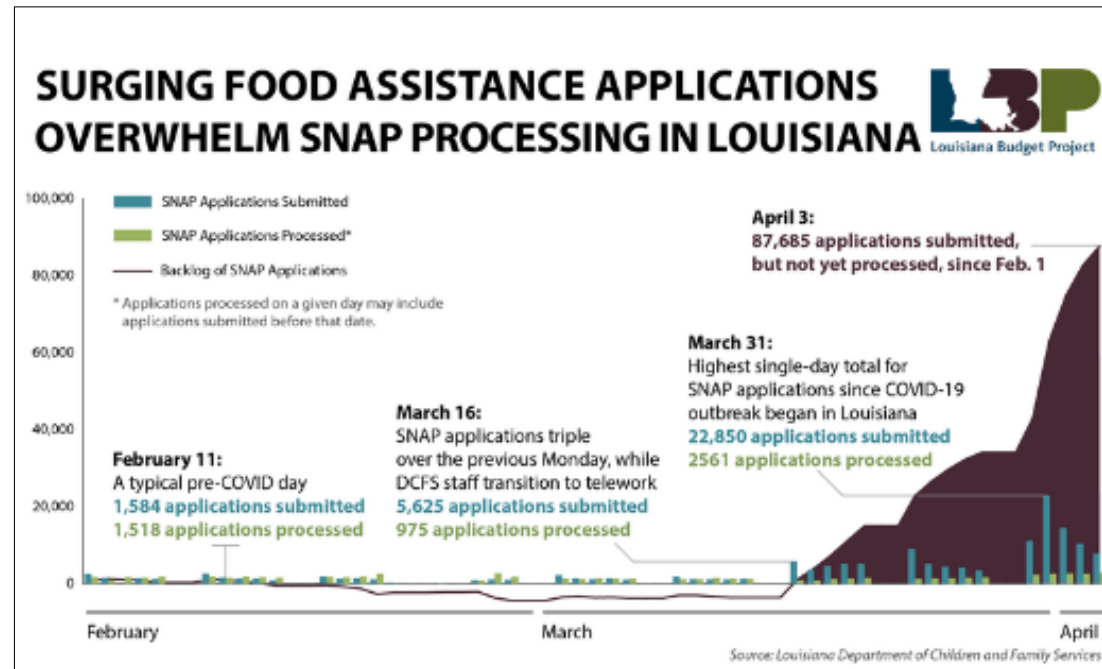 SURGING FOOD ASSISTANCE APPLICATIONS
OVERWHELM SNAP PROCESSING IN LOUISIANA
LBP
Louisiana Budget Project
100,000
80,000
60,000
40,000
20,000
0
SNAP Applications Submitted
SNAP Applications Processed*
Backlog of SNAP Applications
* Applications processed on a given day may include
applications submitted before that date.
February 11:
A typical pre-COVID day
1,584 applications submitted
1,518 applications processed
March 16:
SNAP applications triple
over the previous Monday, while
DCFS staff transition to telework
5,625 applications submitted
975 applications processed
March 31:
Highest single-day total for
SNAP applications since COVID-19
outbreak began in Louisiana
22,850 applications submitted
2561 applications processed
April 3:
87,685 applications submitted,
but not yet processed, since Feb. 1
February
March
April
Source: Louisiana Department of Children and Family Services